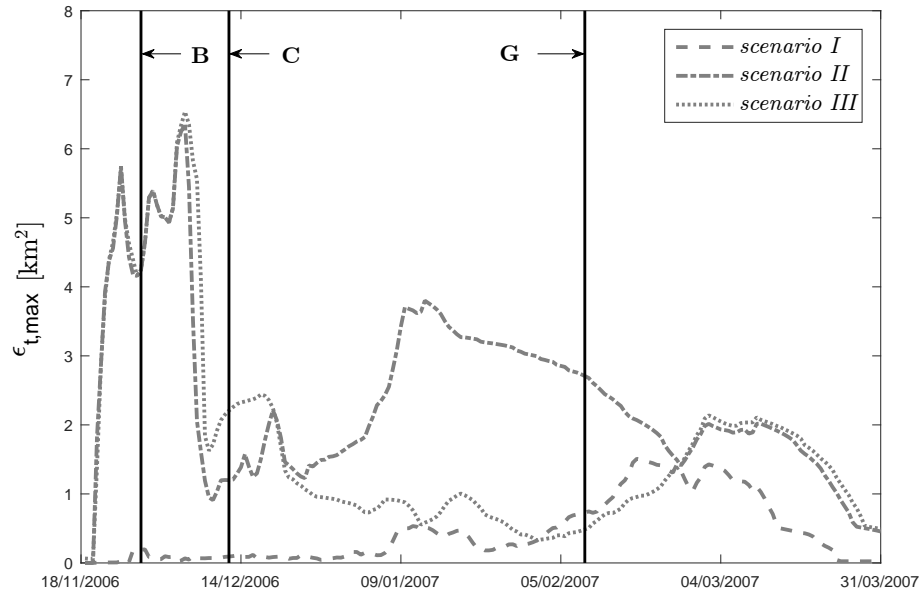 8
7
6
5
4
3
2
1
0
ϵt,max [km²]
B C G
scenario I
scenario II
scenario III
18/11/2006 14/12/2006 09/01/2007 05/02/2007 04/03/2007 31/03/2007